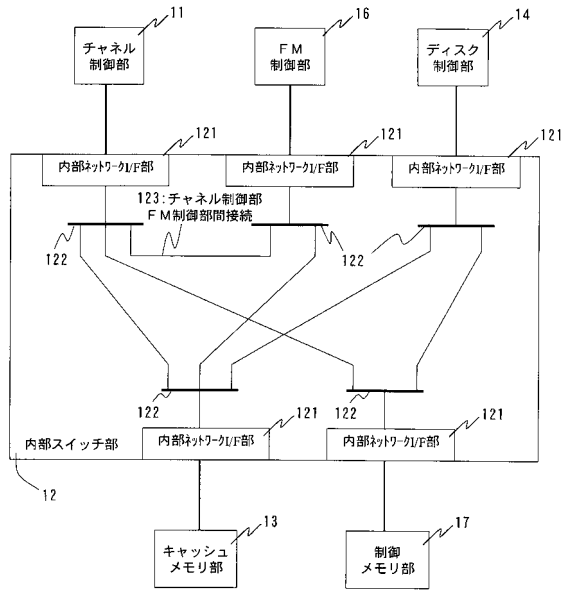 11
16
14
チャネル
制御部
FM
制御部
ディスク
制御部
121
121
121
内部ネットワークI/F部
内部ネットワークI/F部
内部ネットワークI/F部
123:チャネル制御部
FM制御部間接続
122
122
122
122
121
121
内部スイッチ部
内部ネットワークI/F部
内部ネットワークI/F部
12
13
17
キャッシュ
メモリ部
制御
メモリ部